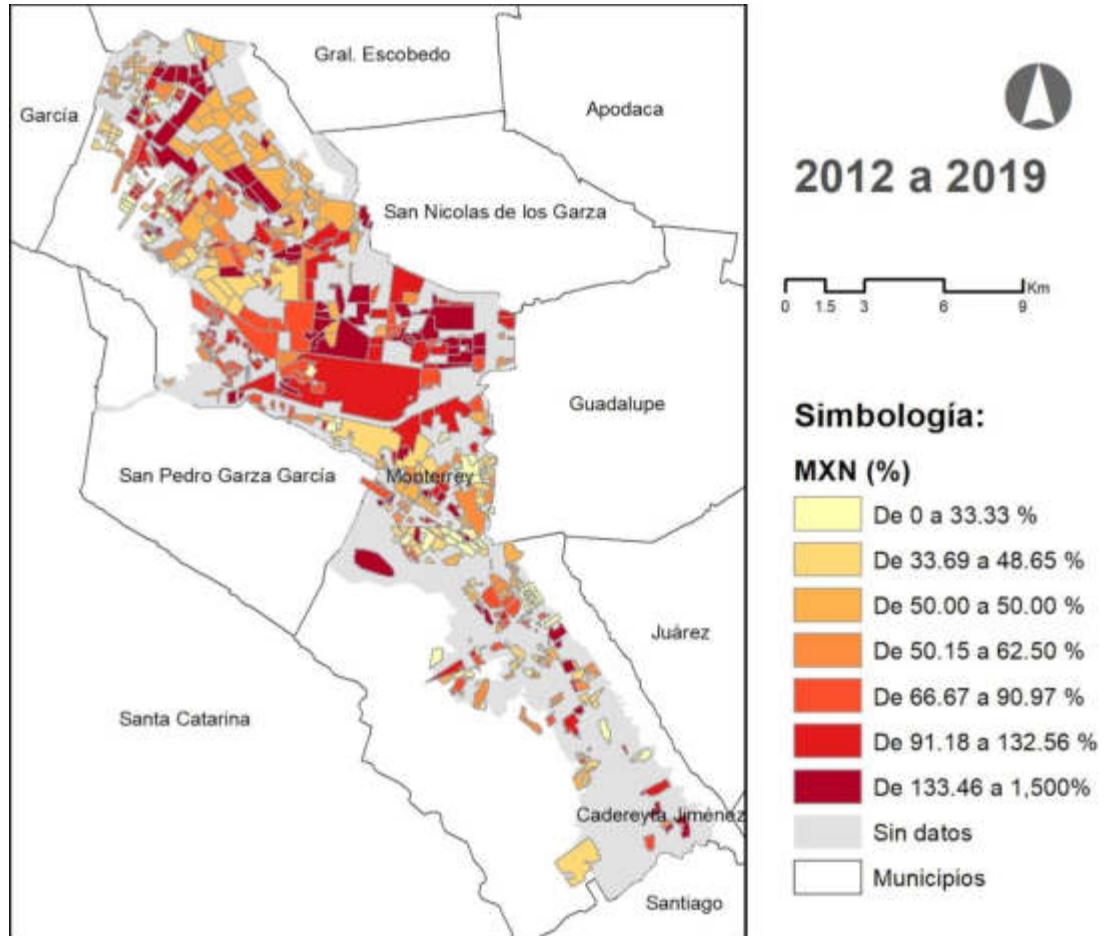 Gral. Escobedo
García
Apodaca
San Nicolas de los Garza
Guadalupe
San Pedro Garza García
Monterrey
Juárez
Santa Catarina
Cadereyta Jiménez
Santiago
2012 a 2019
Km
0 1.5 3 6 9
Simbología:
MXN (%)
De 0 a 33.33 %
De 33.69 a 48.65 %
De 50.00 a 50.00 %
De 50.15 a 62.50 %
De 66.67 a 90.97 %
De 91.18 a 132.56 %
De 133.46 a 1,500%
Sin datos
Municipios